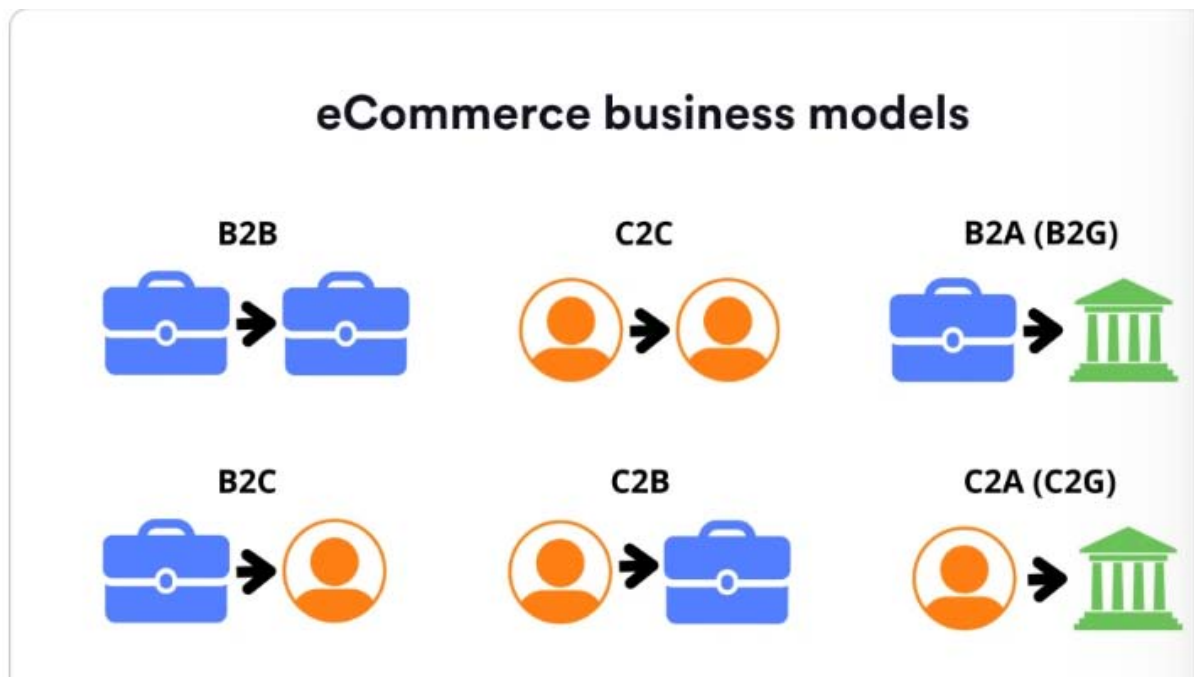 eCommerce business models
B2B
C2C
B2A (B2G)
B2C
C2B
C2A (C2G)